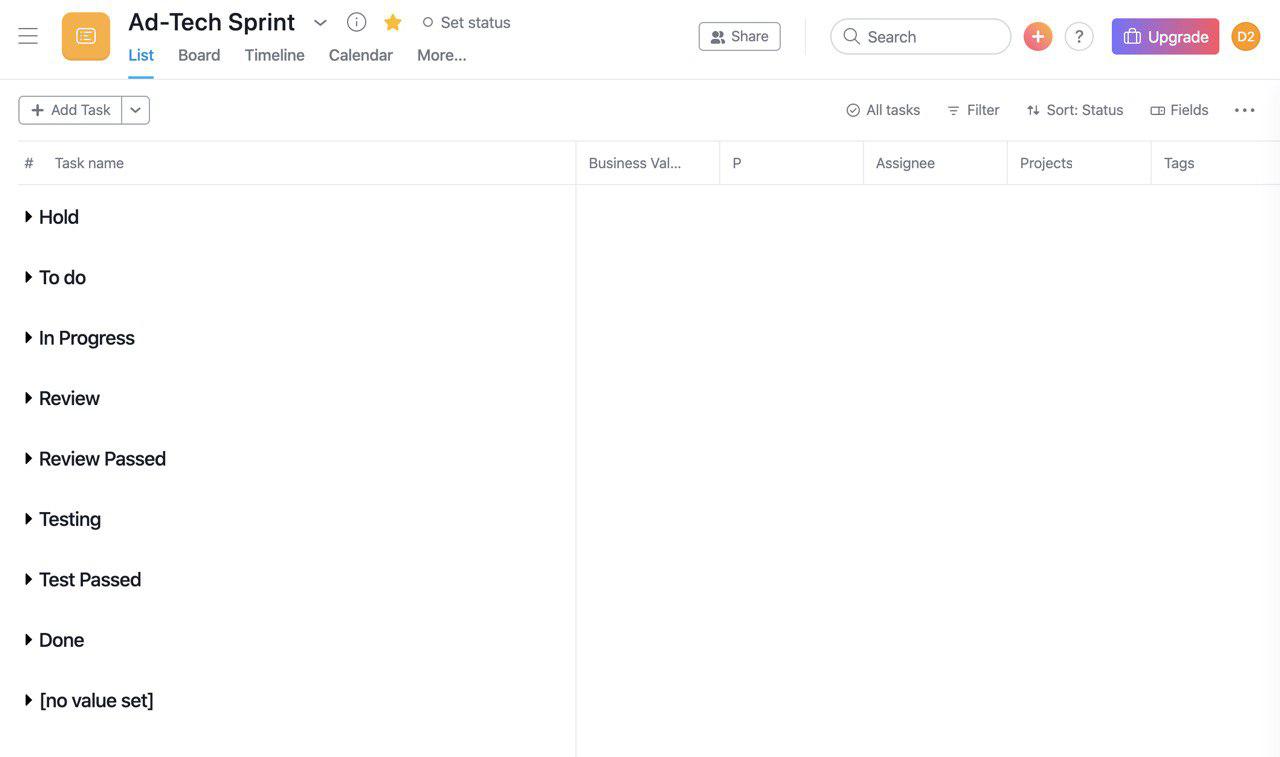 Ad-Tech Sprint
Set status
List Board Timeline Calendar More...
Share
Search
+
?
Upgrade
D2
+ Add Task
All tasks Filter Sort: Status Fields
# Task name Business Val... P Assignee Projects Tags
Hold
To do
In Progress
Review
Review Passed
Testing
Test Passed
Done
[no value set]